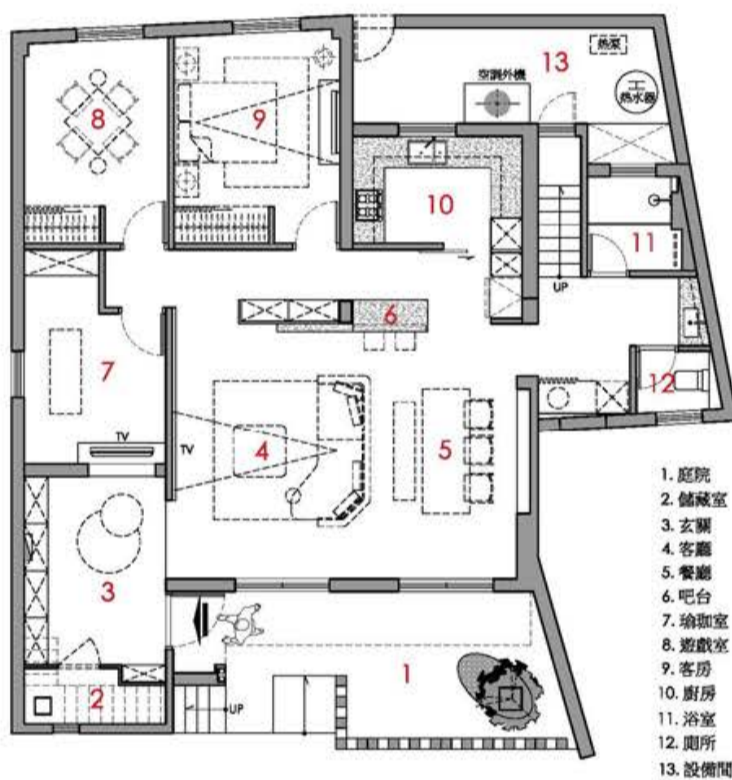 热泵
13
空調外機
热水器
8
9
10
11
UP
6
7
12
TV
TV
4
5
3
1
2
UP
1. 庭院
2. 儲藏室
3. 玄關
4. 客廳
5. 餐廳
6. 吧台
7. 瑜珈室
8. 遊戲室
9. 客房
10. 廚房
11. 浴室
12. 廁所
13. 設備間